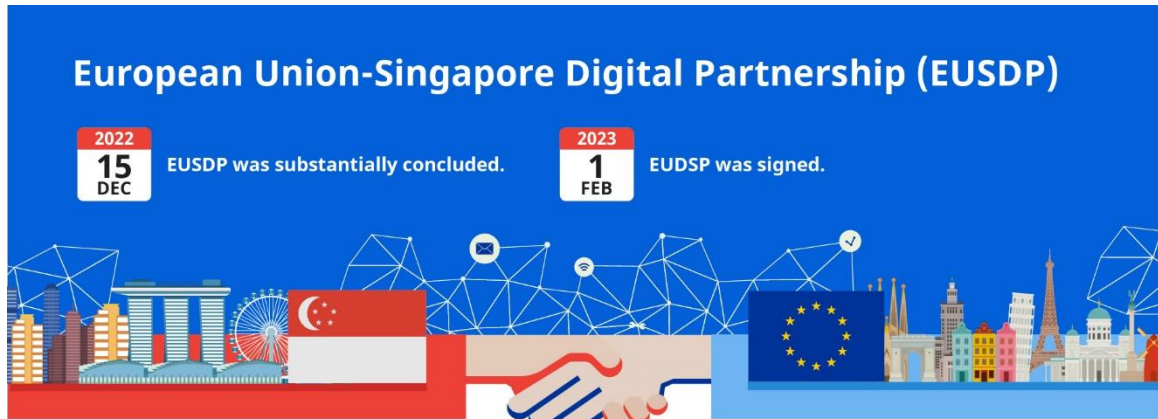 European Union-Singapore Digital Partnership (EUSDP)
2022
15
DEC
EUSDP was substantially concluded.
2023
1
FEB
EUDSP was signed.